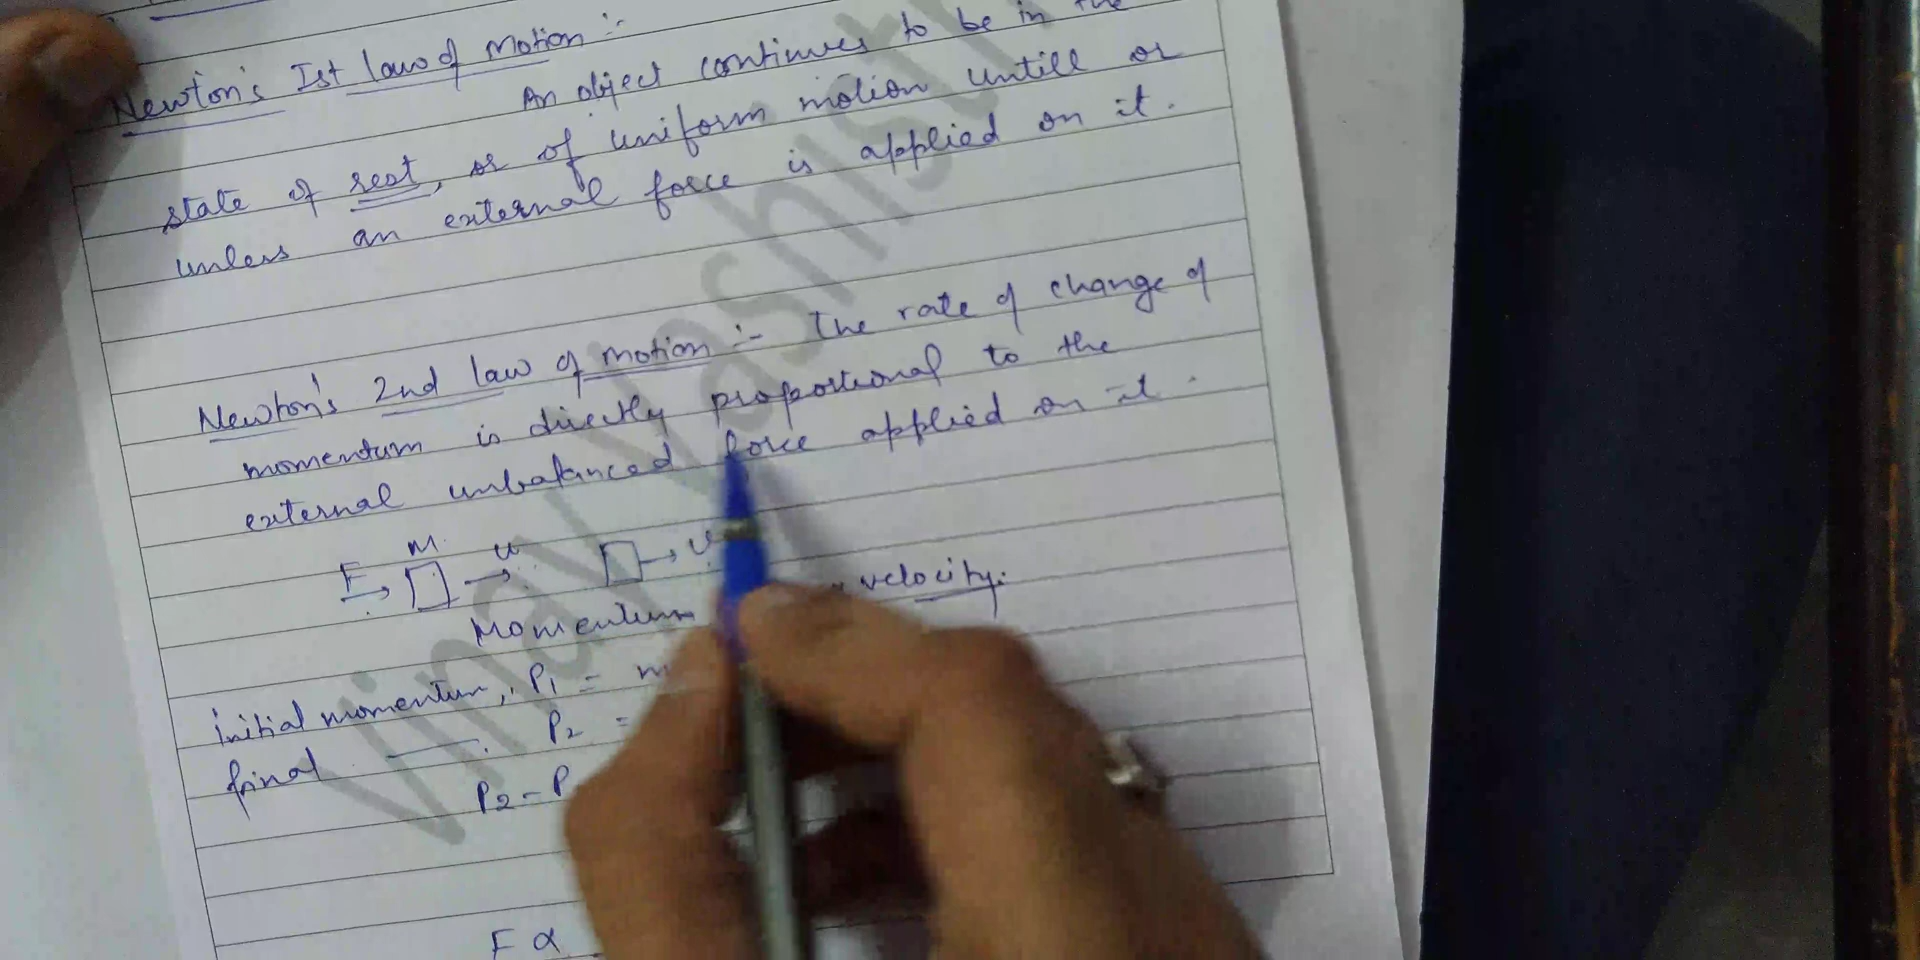 Newton's Ist law of Motion :-
An object continues to be in the
state of rest, or of uniform motion untill or
unless an external force is applied on it.
Newton's 2nd law of motion :- The rate of change of
momentum is directly proportional to the
external unbalanced force applied on it.
F M u v
Momentum velocity.
initial momentum, P1 = m
final P2 =
P2 - P
F α
Vinay Vashist